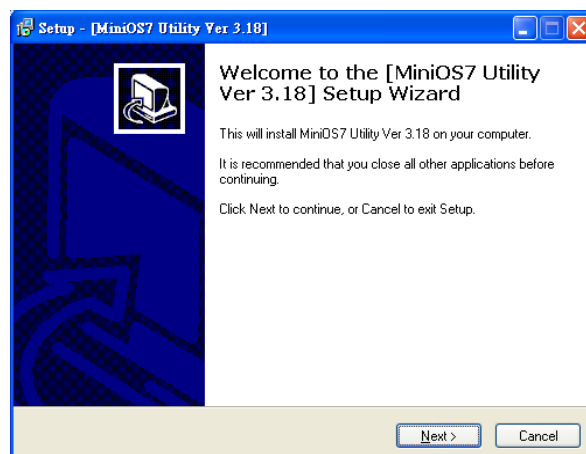 Setup - [MiniOS7 Utility Ver 3.18]
Welcome to the [MiniOS7 Utility
Ver 3.18] Setup Wizard
This will install MiniOS7 Utility Ver 3.18 on your computer.
It is recommended that you close all other applications before
continuing.
Click Next to continue, or Cancel to exit Setup.
Next >
Cancel